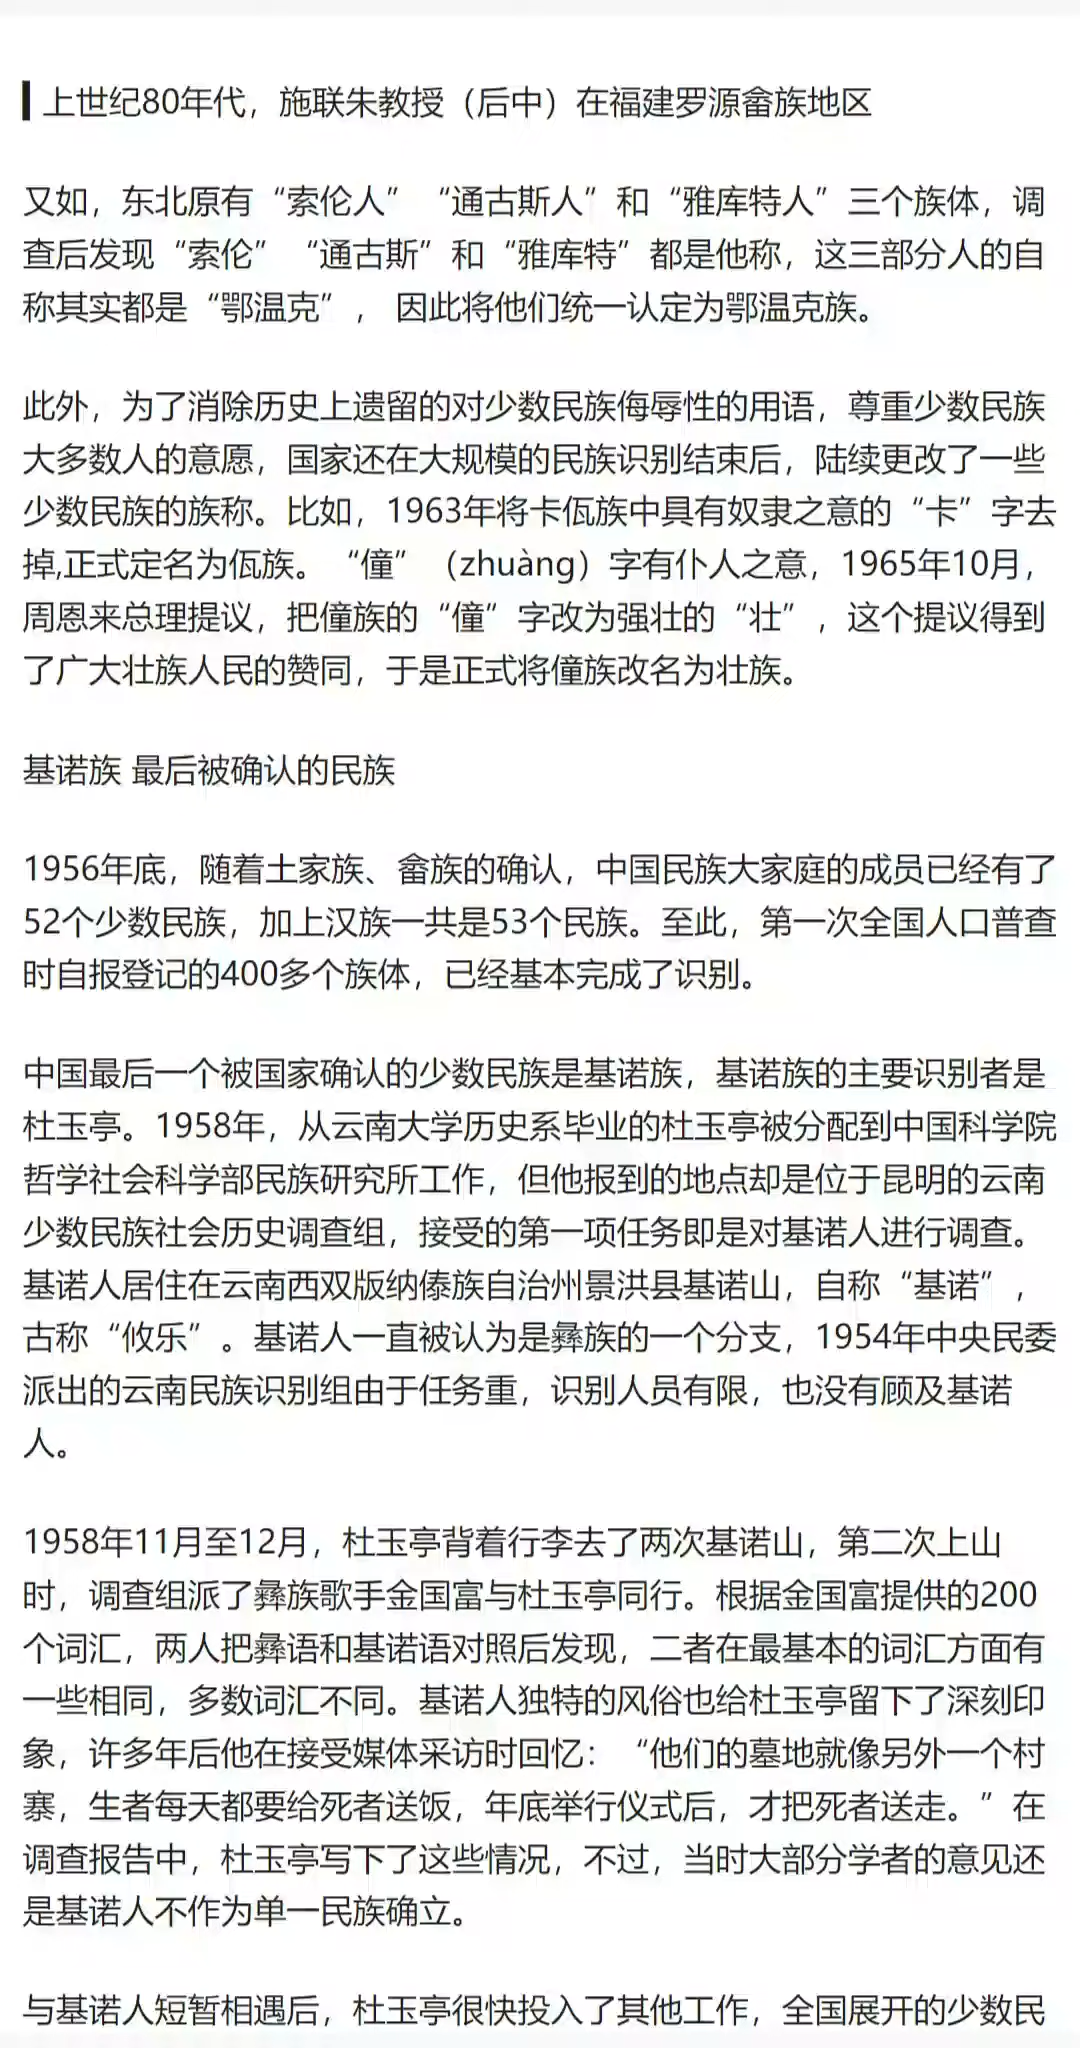 上世纪80年代，施联朱教授（后中）在福建罗源畲族地区
又如，东北原有“索伦人”“通古斯人”和“雅库特人”三个族体，调
查后发现“索伦”“通古斯”和“雅库特”都是他称，这三部分人的自
称其实都是“鄂温克”， 因此将他们统一认定为鄂温克族。
此外，为了消除历史上遗留的对少数民族侮辱性的用语，尊重少数民族
大多数人的意愿，国家还在大规模的民族识别结束后，陆续更改了一些
少数民族的族称。比如，1963年将卡佤族中具有奴隶之意的“卡”字去
掉,正式定名为佤族。“僮”（zhuàng）字有仆人之意，1965年10月，
周恩来总理提议，把僮族的“僮”字改为强壮的“壮”，这个提议得到
了广大壮族人民的赞同，于是正式将僮族改名为壮族。
基诺族 最后被确认的民族
1956年底，随着土家族、畲族的确认，中国民族大家庭的成员已经有了
52个少数民族，加上汉族一共是53个民族。至此，第一次全国人口普查
时自报登记的400多个族体，已经基本完成了识别。
中国最后一个被国家确认的少数民族是基诺族，基诺族的主要识别者是
杜玉亭。1958年，从云南大学历史系毕业的杜玉亭被分配到中国科学院
哲学社会科学部民族研究所工作，但他报到的地点却是位于昆明的云南
少数民族社会历史调查组，接受的第一项任务即是对基诺人进行调查。
基诺人居住在云南西双版纳傣族自治州景洪县基诺山，自称“基诺”，
古称“攸乐”。基诺人一直被认为是彝族的一个分支，1954年中央民委
派出的云南民族识别组由于任务重，识别人员有限，也没有顾及基诺
人。
1958年11月至12月，杜玉亭背着行李去了两次基诺山，第二次上山
时，调查组派了彝族歌手金国富与杜玉亭同行。根据金国富提供的200
个词汇，两人把彝语和基诺语对照后发现，二者在最基本的词汇方面有
一些相同，多数词汇不同。基诺人独特的风俗也给杜玉亭留下了深刻印
象，许多年后他在接受媒体采访时回忆：“他们的墓地就像另外一个村
寨，生者每天都要给死者送饭，年底举行仪式后，才把死者送走。”在
调查报告中，杜玉亭写下了这些情况，不过，当时大部分学者的意见还
是基诺人不作为单一民族确立。
与基诺人短暂相遇后，杜玉亭很快投入了其他工作，全国展开的少数民